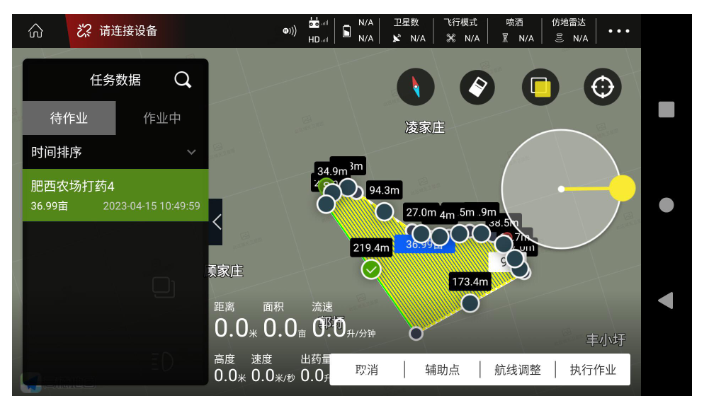 请连接设备
HD
N/A
N/A
卫星数
N/A
飞行模式
N/A
喷洒
N/A
仿地雷达
N/A
任务数据
待作业
作业中
时间排序
肥西农场打药4
36.99亩
2023-04-15 10:49:59
凌家庄
34.9m
3m
94.3m
27.0m
4m
5m
.9m
38.5m
7m
219.4m
36.99亩
173.4m
顾家庄
距离
面积
流速
0.0米
0.0亩
0.0升/分钟
丰小圩
高度
速度
出药量
0.0米
0.0米/秒
0.0升
取消
辅助点
航线调整
执行作业